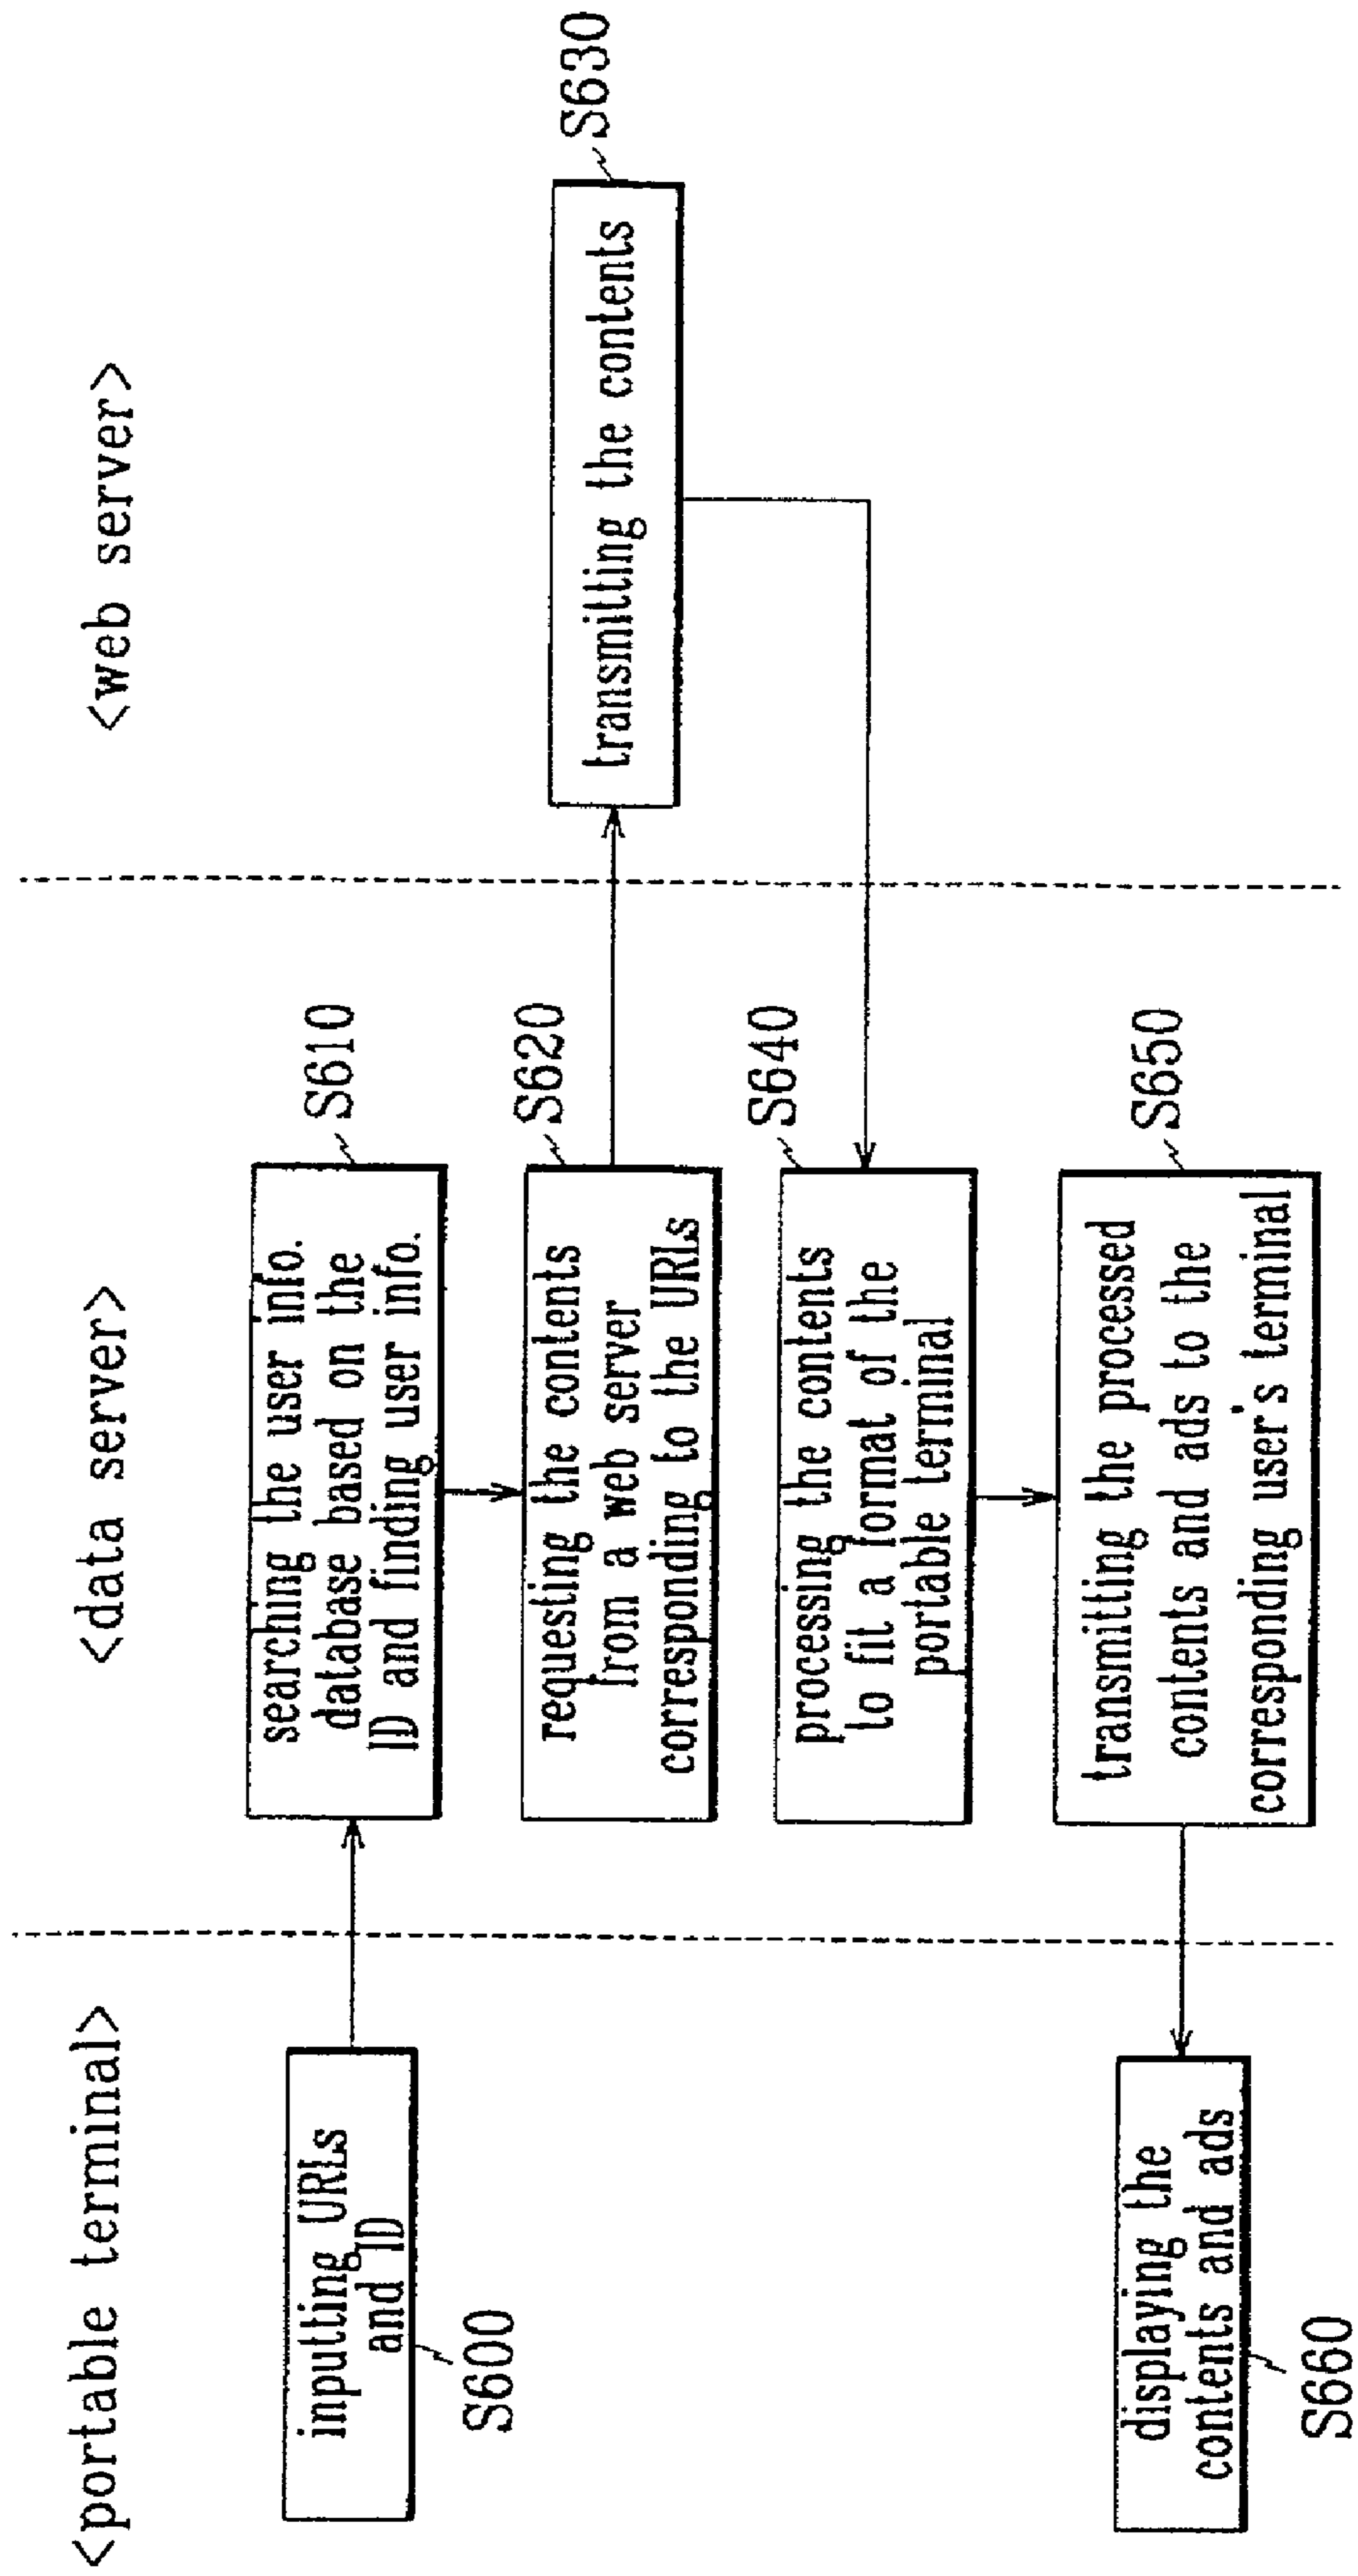 <portable terminal>
<data server>
<web server>
inputting URLs
and ID
S600
searching the user info.
database based on the
ID and finding user info.
S610
requesting the contents
from a web server
corresponding to the URLs
S620
transmitting the contents
S630
processing the contents
to fit a format of the
portable terminal
S640
transmitting the processed
contents and ads to the
corresponding user's terminal
S650
displaying the
contents and ads
S660